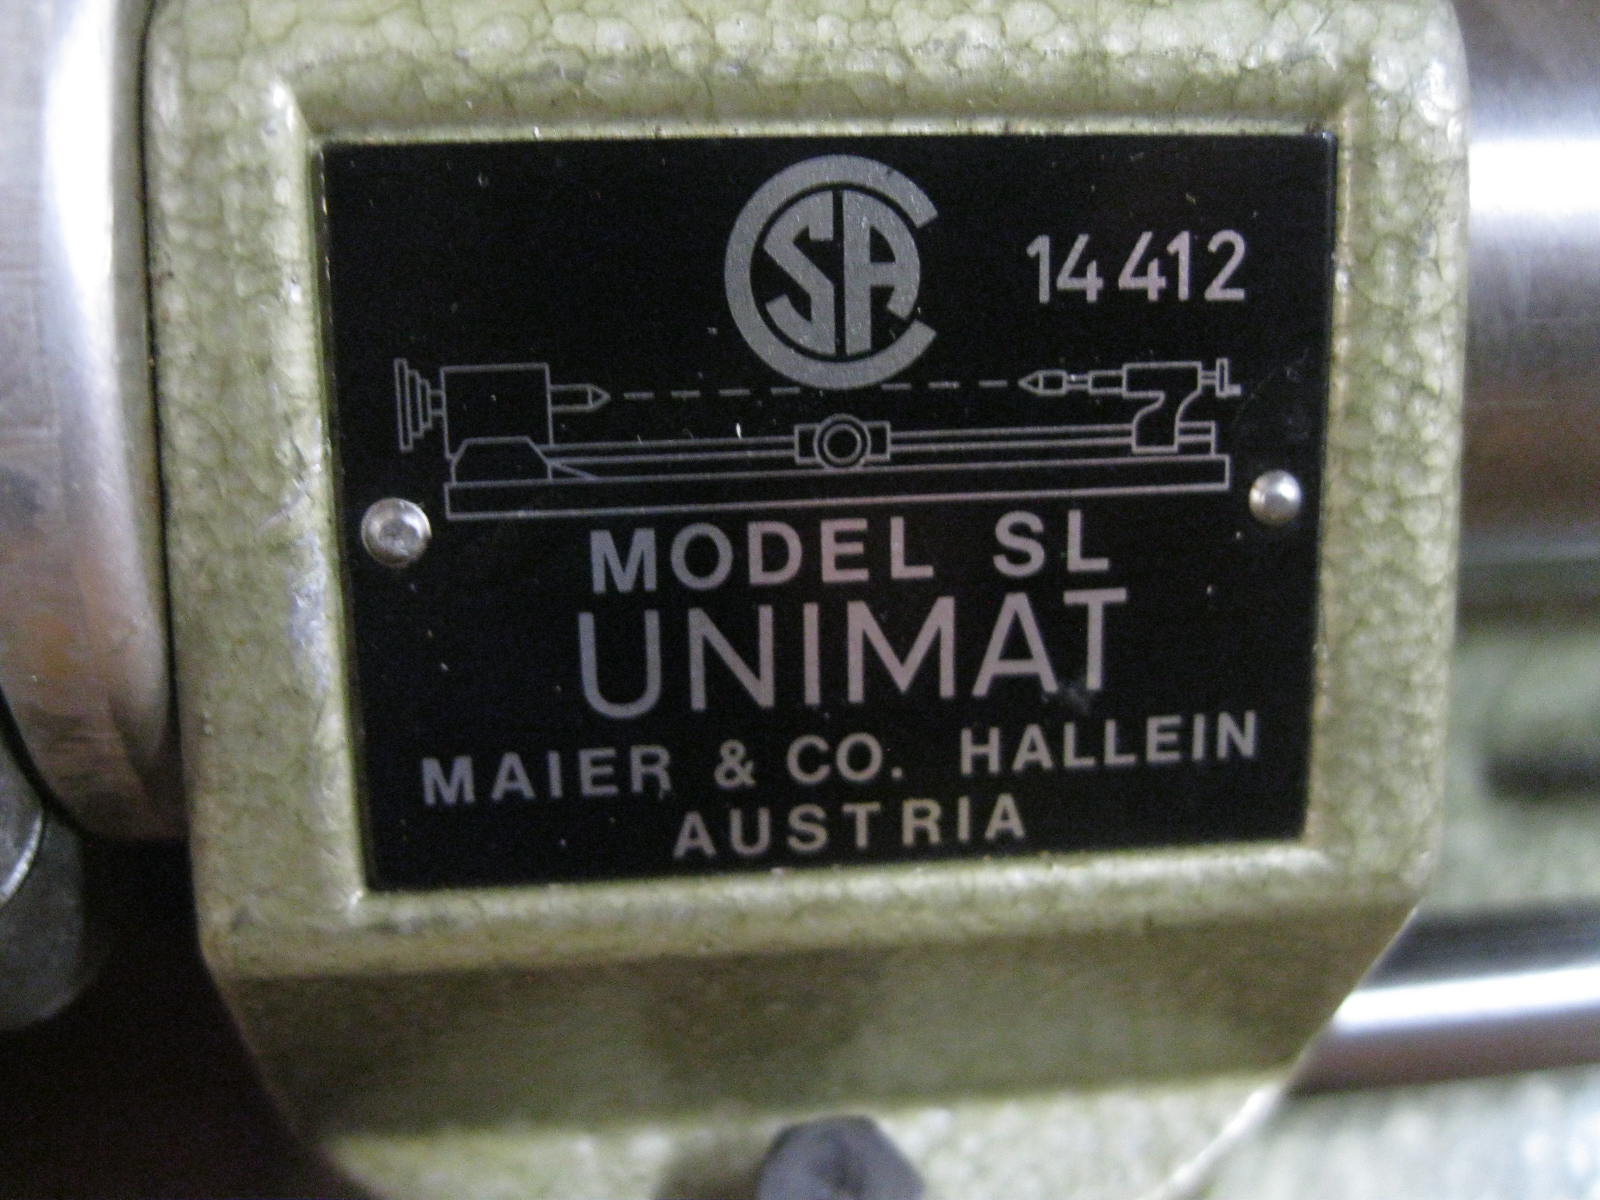 CSA 14412
MODEL SL
UNIMAT
MAIER & CO. HALLEIN
AUSTRIA